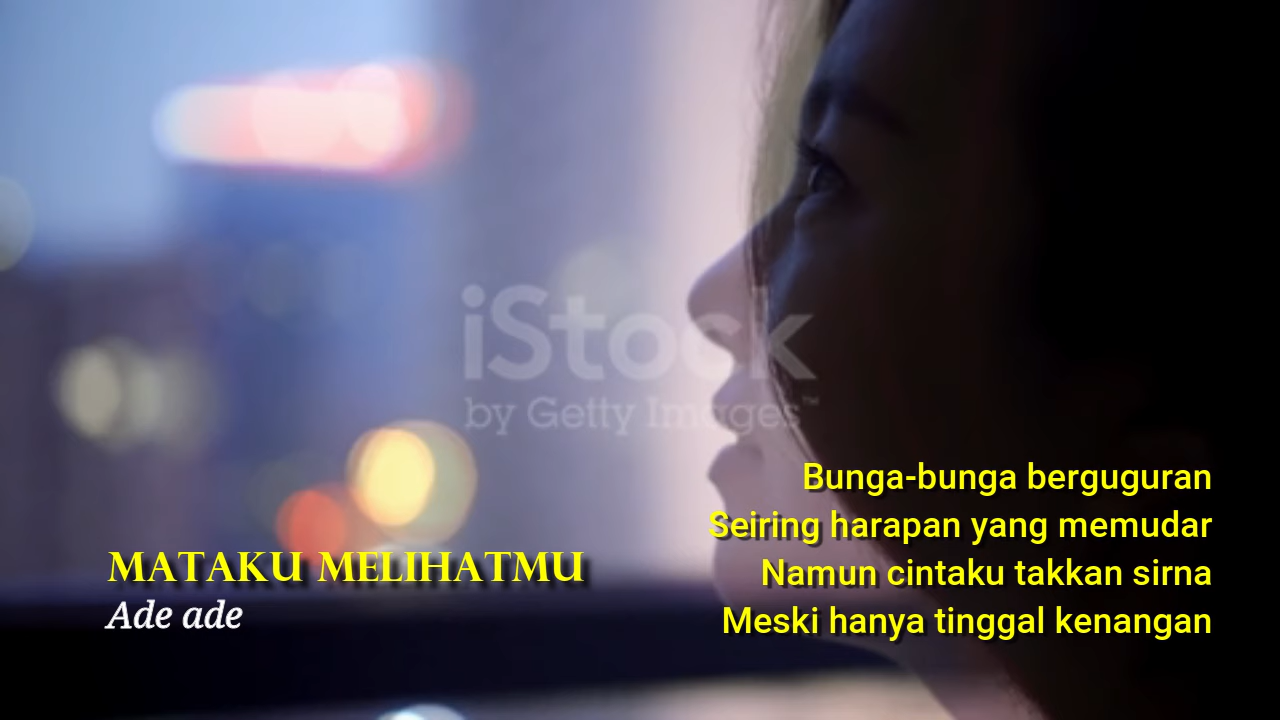 iStock
by Getty Images™
Bunga-bunga berguguran
Seiring harapan yang memudar
Namun cintaku takkan sirna
Meski hanya tinggal kenangan
MATAKU MELIHATMU
Ade ade